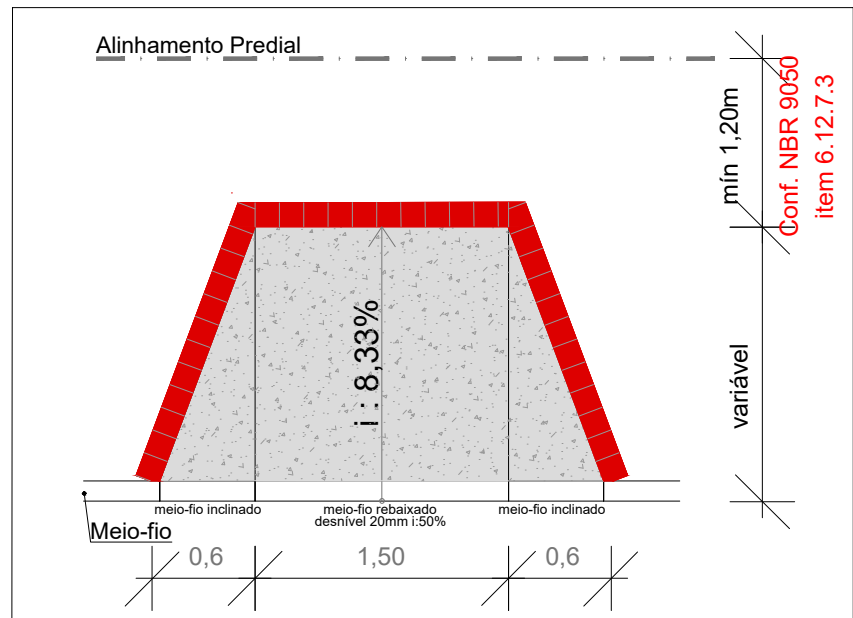 Alinhamento Predial
mín 1,20m
Conf. NBR 9050
item 6.12.7.3
i : 8,33%
variável
meio-fio inclinado
meio-fio rebaixado
desnível 20mm i:50%
meio-fio inclinado
Meio-fio
0,6
1,50
0,6